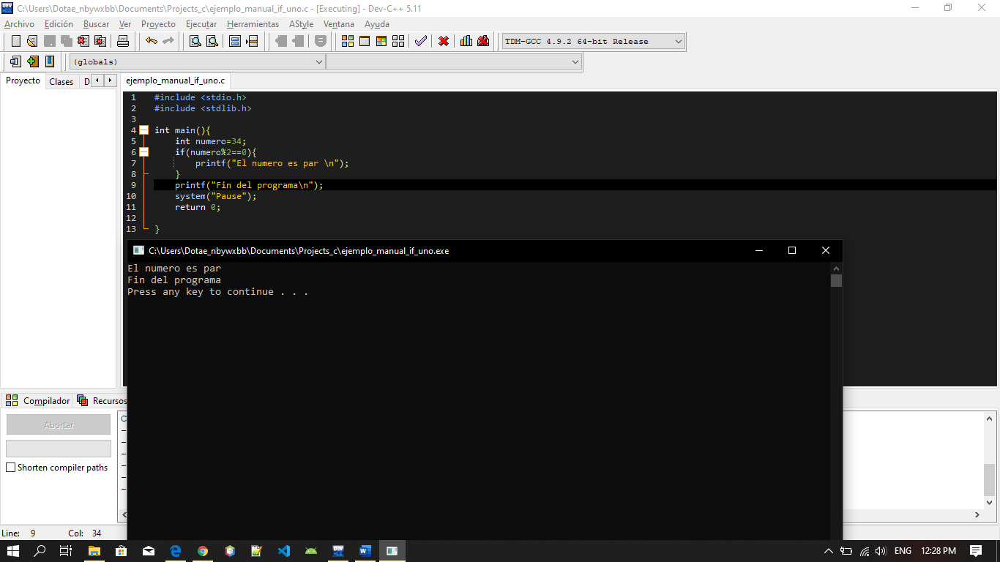 C:\Users\Dotae_nbywxbb\Documents\Projects_c\ejemplo_manual_if_uno.c - [Executing] - Dev-C++ 5.11
Archivo Edición Buscar Ver Proyecto Ejecutar Herramientas AStyle Ventana Ayuda
TDM-GCC 4.9.2 64-bit Release
(globals)
Proyecto Clases D
ejemplo_manual_if_uno.c
1 #include <stdio.h>
2 #include <stdlib.h>
3
4 int main(){
5 int numero=34;
6 if(numero%2==0){
7 printf("El numero es par \n");
8 }
9 printf("Fin del programa\n");
10 system("Pause");
11 return 0;
12
13 }
C:\Users\Dotae_nbywxbb\Documents\Projects_c\ejemplo_manual_if_uno.exe
El numero es par
Fin del programa
Press any key to continue . . .
Compilador Recursos
Abortar
Shorten compiler paths
Line: 9 Col: 34
ENG 12:28 PM